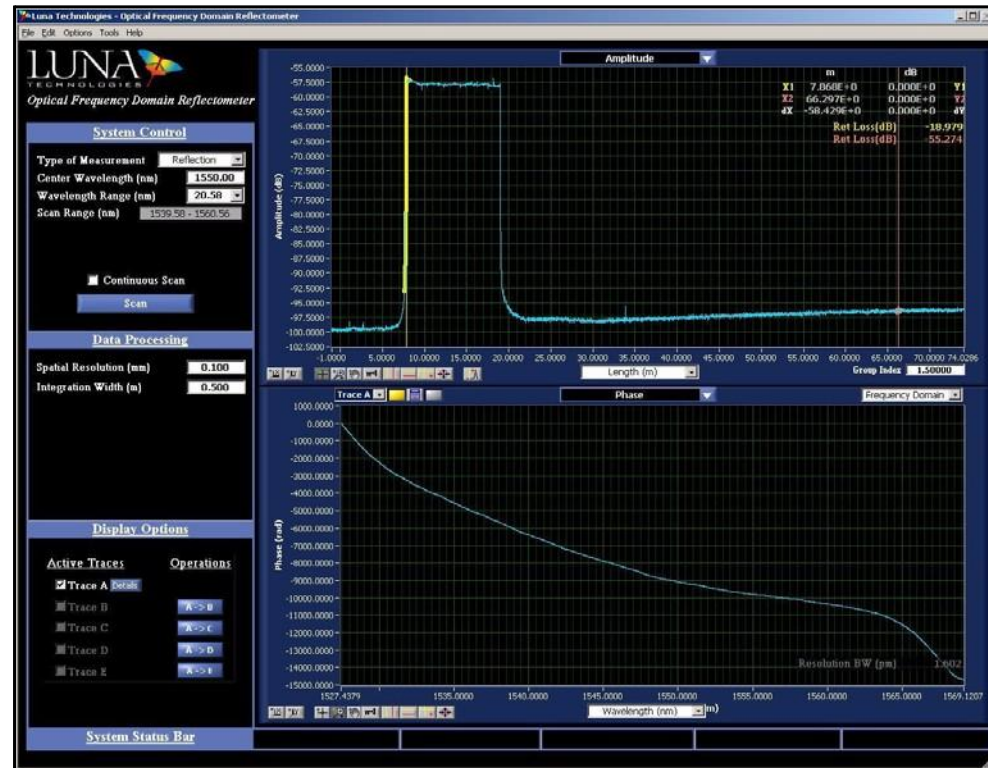 Luna Technologies - Optical Frequency Domain Reflectometer
File Edit Options Tools Help
LUNA
TECHNOLOGIES
Optical Frequency Domain Reflectometer
System Control
Type of Measurement Reflection
Center Wavelength (nm) 1550.00
Wavelength Range (nm) 20.58
Scan Range (nm) 1539.58 - 1560.56
Continuous Scan
Scan
Data Processing
Spatial Resolution (mm) 0.100
Integration Width (m) 0.500
Display Options
Active Traces Operations
Trace A Details
Trace B A -> B
Trace C A -> C
Trace D A -> D
Trace E A -> E
System Status Bar
Amplitude
m dB
X1 7.868E+0 0.000E+0 Y1
X2 66.297E+0 0.000E+0 Y2
dX -58.429E+0 0.000E+0 dY
Ret Loss(dB) -18.979
Ret Loss(dB) -55.274
Amplitude (dB)
-55.0000
-57.5000
-60.0000
-62.5000
-65.0000
-67.5000
-70.0000
-72.5000
-75.0000
-77.5000
-80.0000
-82.5000
-85.0000
-87.5000
-90.0000
-92.5000
-95.0000
-97.5000
-100.0000
-102.5000
-1.0000 5.0000 10.0000 15.0000 20.0000 25.0000 30.0000 35.0000 40.0000 45.0000 50.0000 55.0000 60.0000 65.0000 70.0000 74.0286
Length (m)
Group Index 1.50000
Trace A
Phase
Frequency Domain
Phase (rad)
1000.0000
0.0000
-1000.0000
-2000.0000
-3000.0000
-4000.0000
-5000.0000
-6000.0000
-7000.0000
-8000.0000
-9000.0000
-10000.0000
-11000.0000
-12000.0000
-13000.0000
-14000.0000
-15000.0000
Resolution BW (pm) 1.602
1527.4379 1535.0000 1540.0000 1545.0000 1550.0000 1555.0000 1560.0000 1565.0000 1569.1207
Wavelength (nm)